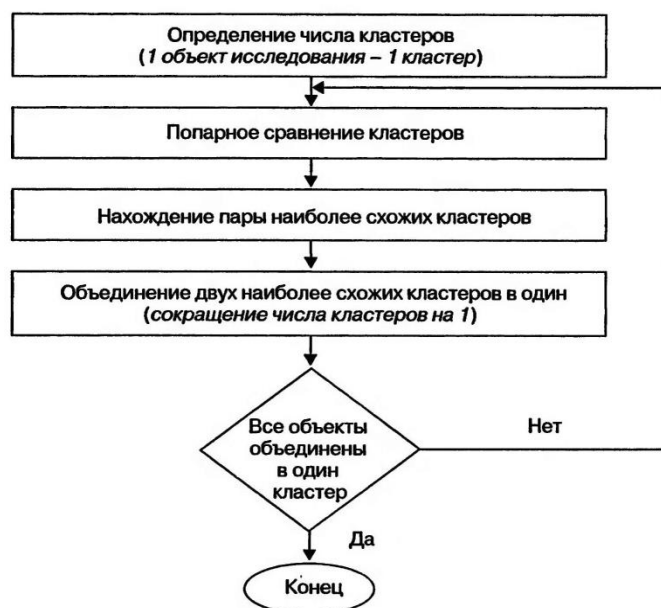 Определение числа кластеров
(1 объект исследования – 1 кластер)
Попарное сравнение кластеров
Нахождение пары наиболее схожих кластеров
Объединение двух наиболее схожих кластеров в один
(сокращение числа кластеров на 1)
Все объекты
объединены
в один
кластер
Нет
Да
Конец